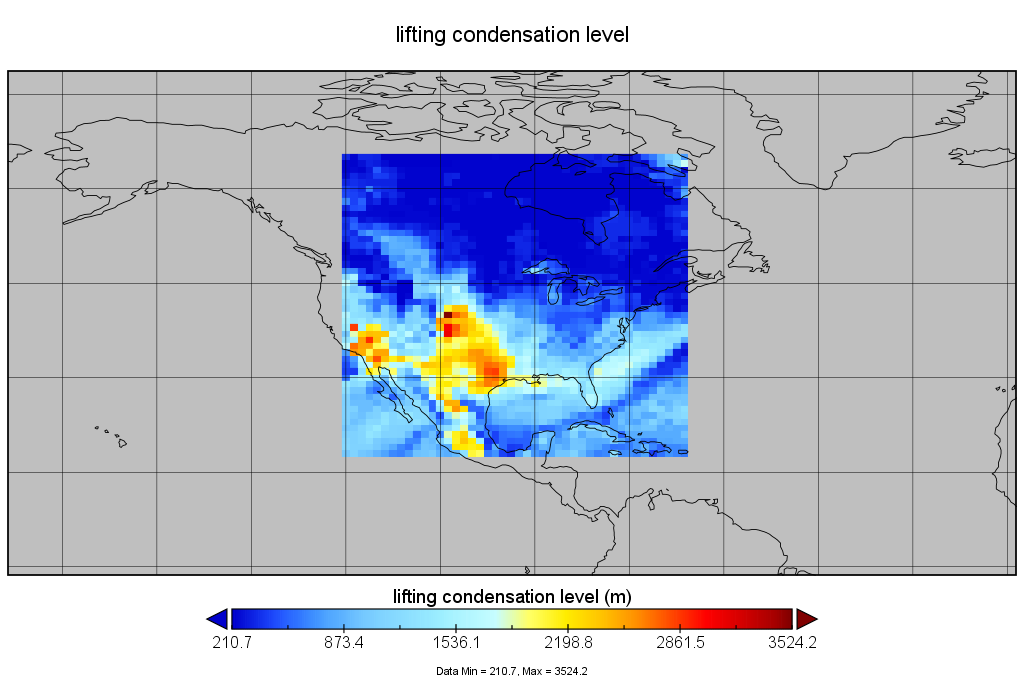 lifting condensation level
lifting condensation level (m)
210.7 873.4 1536.1 2198.8 2861.5 3524.2
Data Min = 210.7, Max = 3524.2